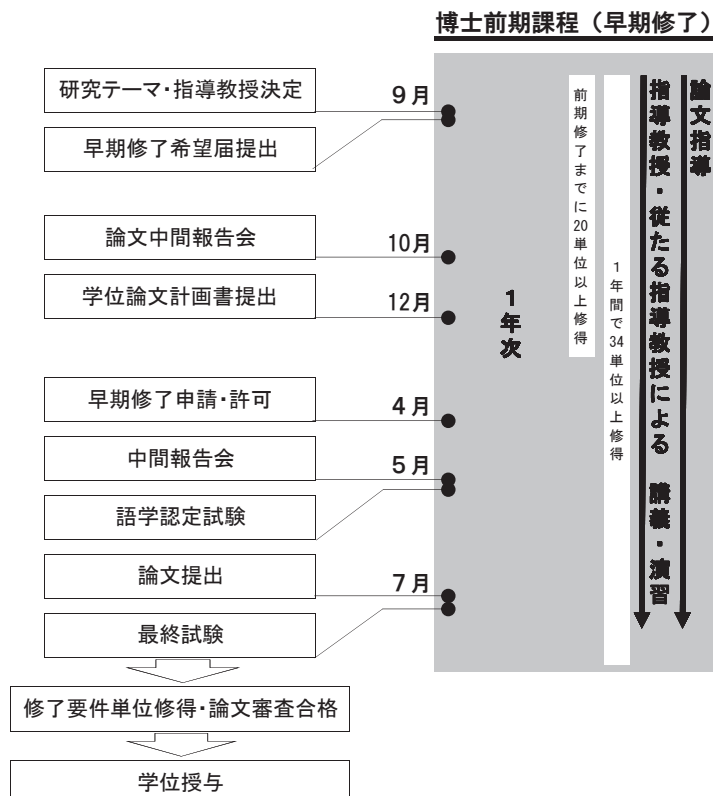 博士前期課程（早期修了）
研究テーマ・指導教授決定
9月
早期修了希望届提出
論文中間報告会
10月
学位論文計画書提出
12月
早期修了申請・許可
4月
中間報告会
5月
語学認定試験
論文提出
7月
最終試験
修了要件単位修得・論文審査合格
学位授与
1年次
前期修了までに20単位以上修得
1年間で34単位以上修得
指導教授・従たる指導教授による 講義・演習
論文指導